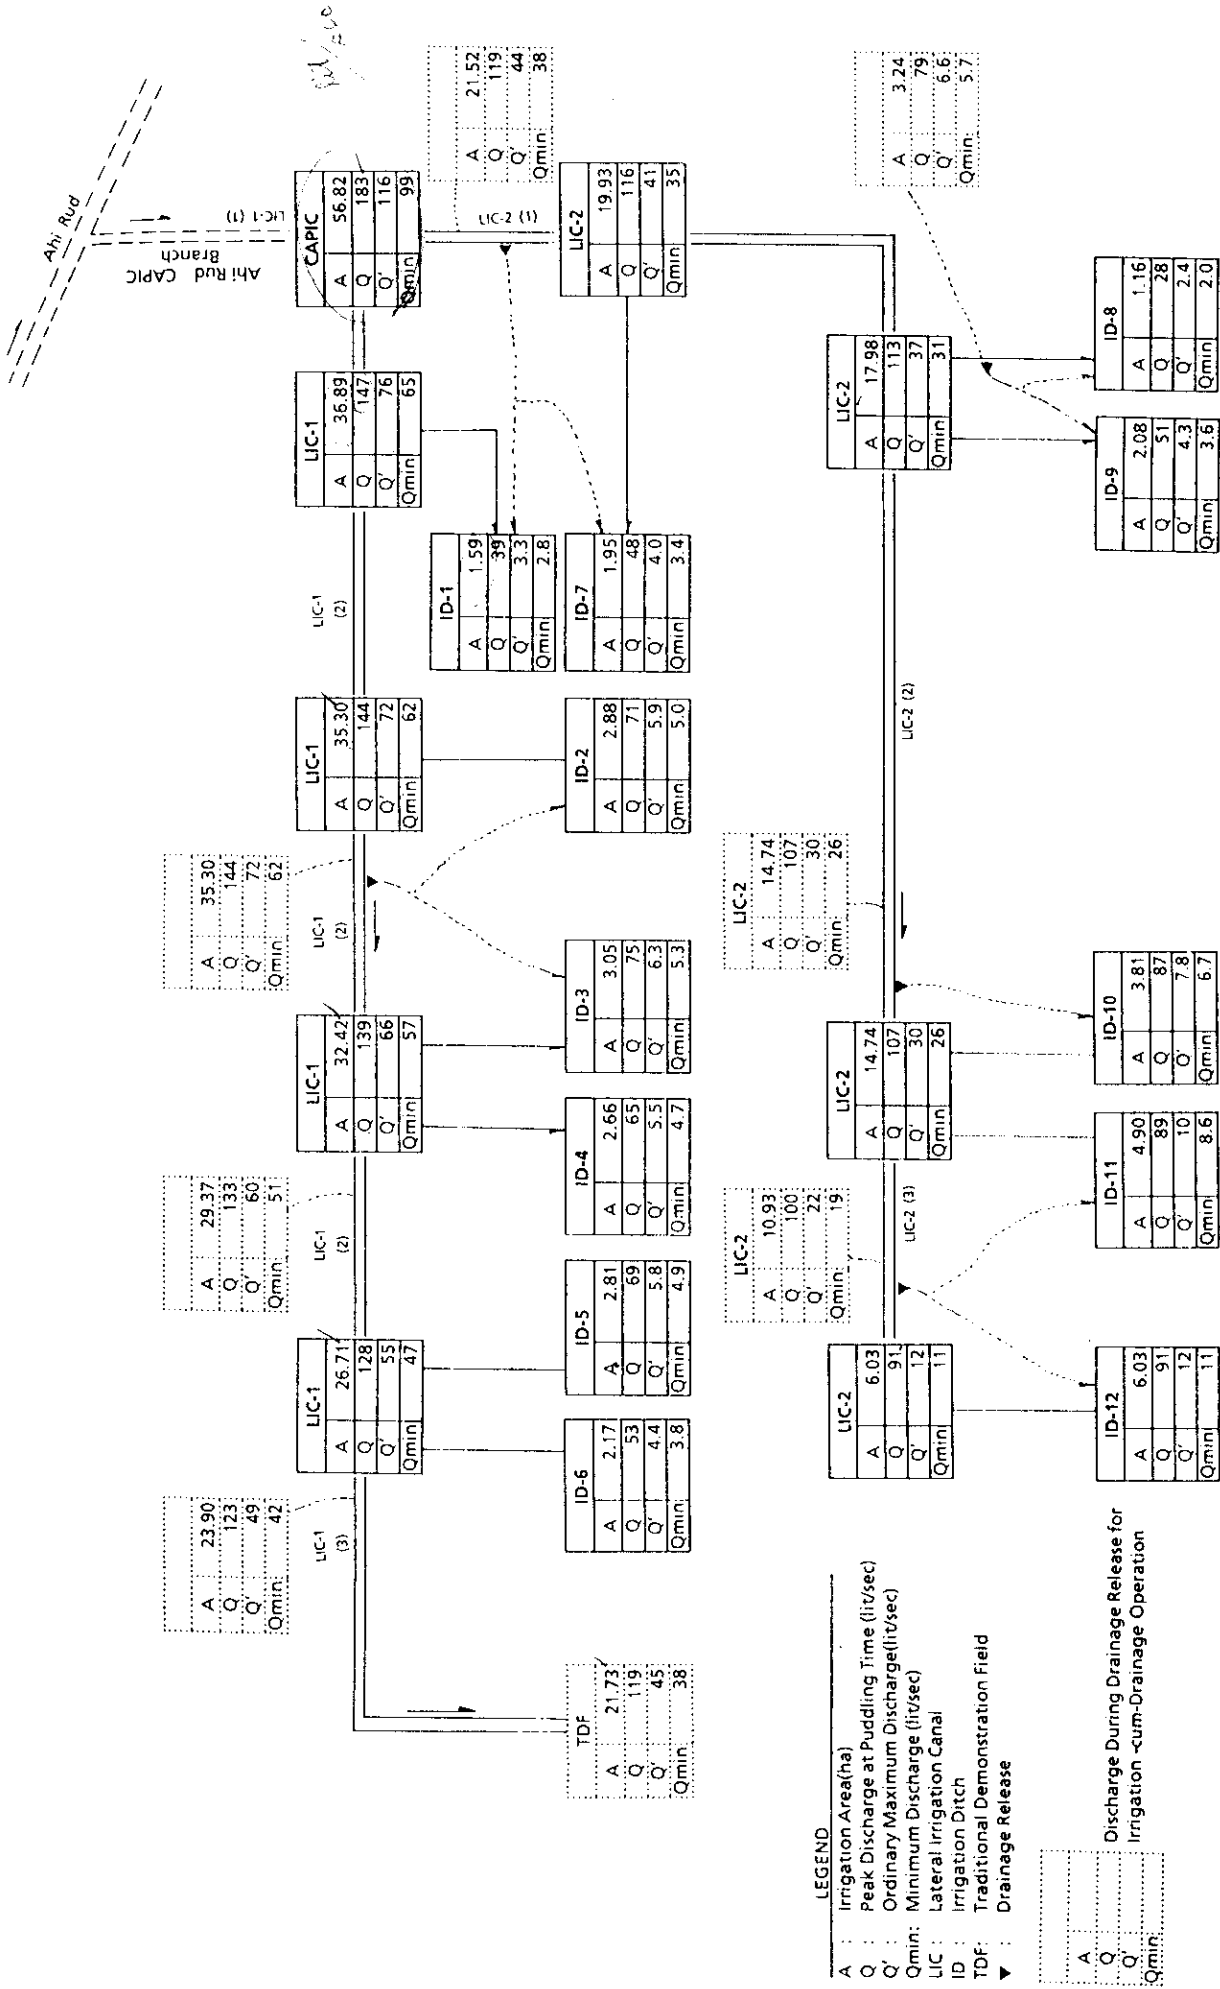 Ahi Rud
Ahi Rud CAPIC
Branch
LIC-1 (1)
CAPIC
A 56.82
Q 183
Q' 116
Qmin 99
LIC-1
A 36.89
Q 147
Q' 76
Qmin 65
LIC-1
(2)
LIC-1
A 35.30
Q 144
Q' 72
Qmin 62
A 35.30
Q 144
Q' 72
Qmin 62
LIC-1
(2)
LIC-1
A 32.42
Q 139
Q' 66
Qmin 57
A 29.37
Q 133
Q' 60
Qmin 51
LIC-1
(2)
LIC-1
A 26.71
Q 128
Q' 55
Qmin 47
A 23.90
Q 123
Q' 49
Qmin 42
LIC-1
(3)
TDF
A 21.73
Q 119
Q' 45
Qmin 38
ID-1
A 1.59
Q 39
Q' 3.3
Qmin 2.8
ID-7
A 1.95
Q 48
Q' 4.0
Qmin 3.4
ID-2
A 2.88
Q 71
Q' 5.9
Qmin 5.0
ID-3
A 3.05
Q 75
Q' 6.3
Qmin 5.3
ID-4
A 2.66
Q 65
Q' 5.5
Qmin 4.7
ID-5
A 2.81
Q 69
Q' 5.8
Qmin 4.9
ID-6
A 2.17
Q 53
Q' 4.4
Qmin 3.8
A 21.52
Q 119
Q' 44
Qmin 38
LIC-2 (1)
LIC-2
A 19.93
Q 116
Q' 41
Qmin 35
LIC-2
A 17.98
Q 113
Q' 37
Qmin 31
A 3.24
Q 79
Q' 6.6
Qmin 5.7
ID-8
A 1.16
Q 28
Q' 2.4
Qmin 2.0
ID-9
A 2.08
Q 51
Q' 4.3
Qmin 3.6
LIC-2 (2)
LIC-2
A 14.74
Q 107
Q' 30
Qmin 26
LIC-2
A 14.74
Q 107
Q' 30
Qmin 26
ID-10
A 3.81
Q 87
Q' 7.8
Qmin 6.7
ID-11
A 4.90
Q 89
Q' 10
Qmin 8.6
LIC-2 (3)
LIC-2
A 10.93
Q 100
Q' 22
Qmin 19
LIC-2
A 6.03
Q 91
Q' 12
Qmin 11
ID-12
A 6.03
Q 91
Q' 12
Qmin 11
LEGEND
A : Irrigation Area(ha)
Q : Peak Discharge at Puddling Time (lit/sec)
Q' : Ordinary Maximum Discharge(lit/sec)
Qmin: Minimum Discharge (lit/sec)
LIC : Lateral Irrigation Canal
ID : Irrigation Ditch
TDF: Traditional Demonstration Field
▼ : Drainage Release
A
Q
Q'
Qmin
Discharge During Drainage Release for
Irrigation -cum-Drainage Operation